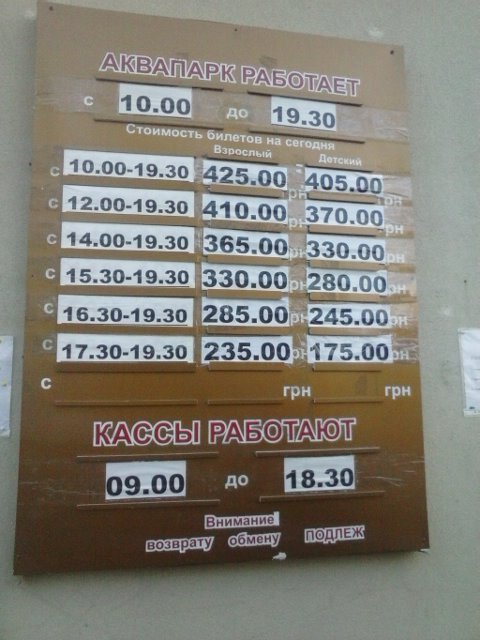 АКВАПАРК РАБОТАЕТ
с 10.00 до 19.30
Стоимость билетов на сегодня
Взрослый Детский
с 10.00-19.30 425.00 грн 405.00 грн
с 12.00-19.30 410.00 грн 370.00 грн
с 14.00-19.30 365.00 грн 330.00 грн
с 15.30-19.30 330.00 грн 280.00 грн
с 16.30-19.30 285.00 грн 245.00 грн
с 17.30-19.30 235.00 грн 175.00 грн
с грн грн
КАССЫ РАБОТАЮТ
09.00 до 18.30
Внимание
возврату обмену ПОДЛЕЖ